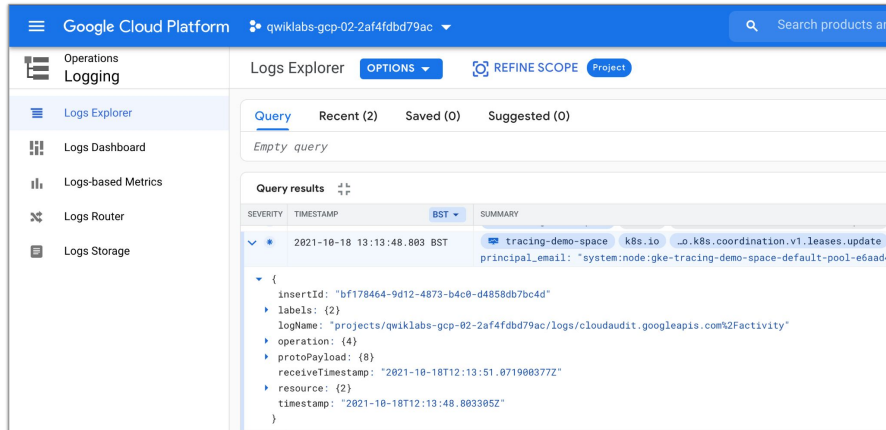 Google Cloud Platform qwiklabs-gcp-02-2af4fdbd79ac Search products
Operations
Logging
Logs Explorer OPTIONS REFINE SCOPE Project
Logs Explorer
Logs Dashboard
Logs-based Metrics
Logs Router
Logs Storage
Query Recent (2) Saved (0) Suggested (0)
Empty query
Query results
SEVERITY TIMESTAMP BST SUMMARY
2021-10-18 13:13:48.803 BST tracing-demo-space k8s.io …o.k8s.coordination.v1.leases.update
principal_email: "system:node:gke-tracing-demo-space-default-pool-e6aad
{
insertId: "bf178464-9d12-4873-b4c0-d4858db7bc4d"
labels: {2}
logName: "projects/qwiklabs-gcp-02-2af4fdbd79ac/logs/cloudaudit.googleapis.com%2Factivity"
operation: {4}
protoPayload: {8}
receiveTimestamp: "2021-10-18T12:13:51.071900377Z"
resource: {2}
timestamp: "2021-10-18T12:13:48.803305Z"
}